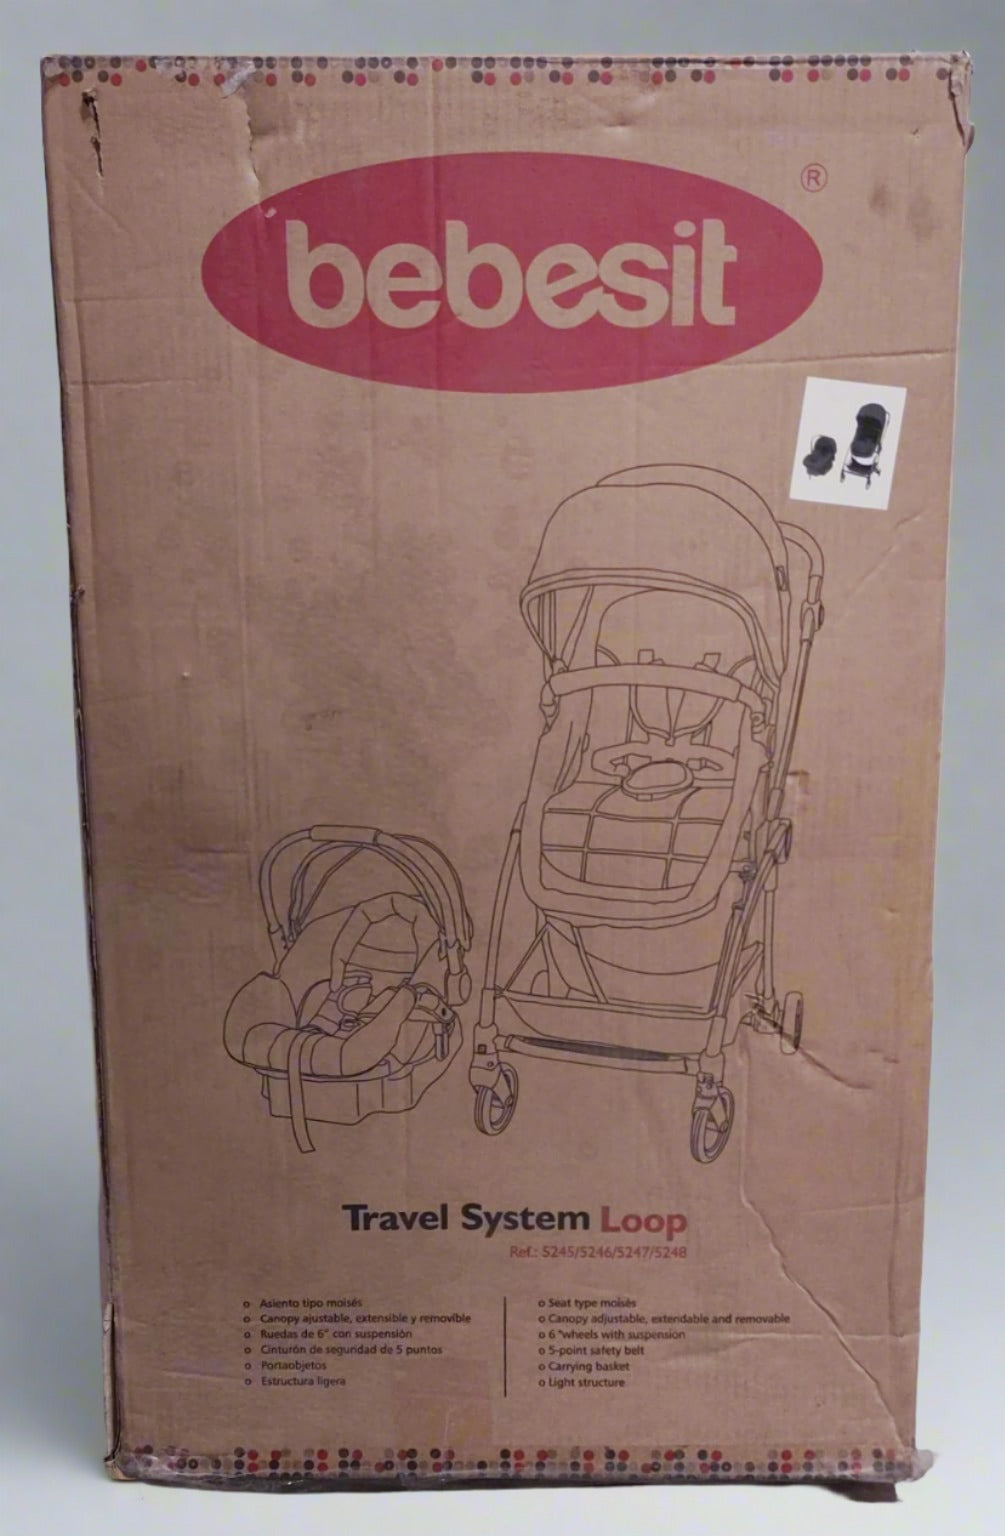 bebesit ®
Travel System Loop
Ref.: 5245/5246/5247/5248
o Asiento tipo moisés
o Canopy ajustable, extensible y removible
o Ruedas de 6" con suspensión
o Cinturón de seguridad de 5 puntos
o Portaobjetos
o Estructura ligera
o Seat type moisés
o Canopy adjustable, extendable and removable
o 6 "wheels with suspension
o 5-point safety belt
o Carrying basket
o Light structure